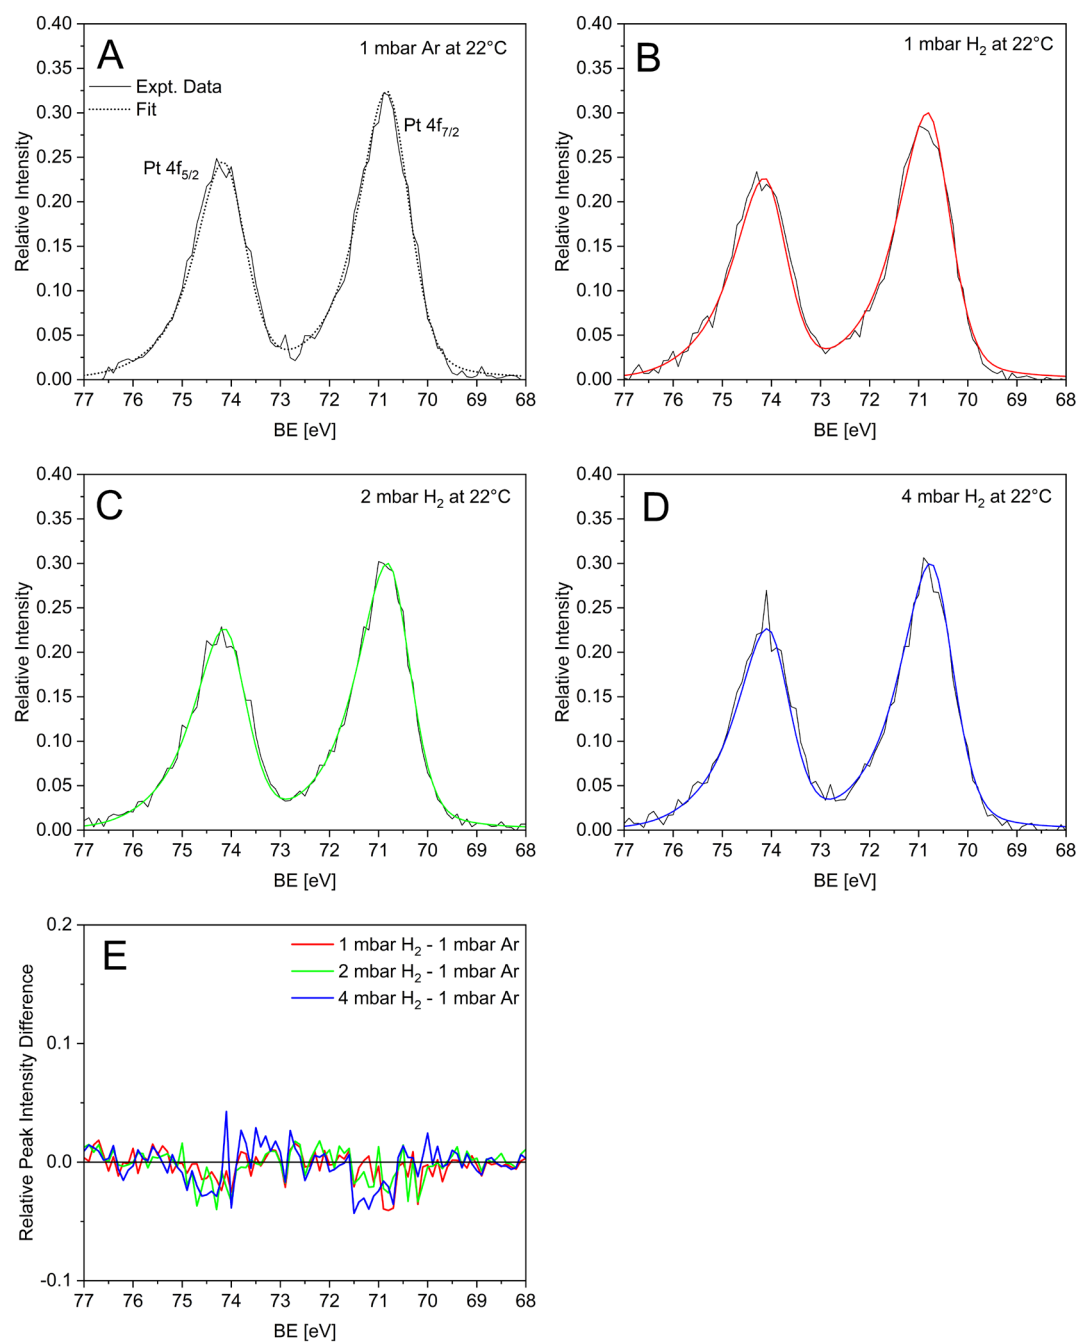 A
1 mbar Ar at 22°C
Expt. Data
Fit
Pt 4f5/2
Pt 4f7/2
0.40
0.35
0.30
0.25
0.20
0.15
0.10
0.05
0.00
Relative Intensity
77 76 75 74 73 72 71 70 69 68
BE [eV]
B
1 mbar H2 at 22°C
0.40
0.35
0.30
0.25
0.20
0.15
0.10
0.05
0.00
Relative Intensity
77 76 75 74 73 72 71 70 69 68
BE [eV]
C
2 mbar H2 at 22°C
0.40
0.35
0.30
0.25
0.20
0.15
0.10
0.05
0.00
Relative Intensity
77 76 75 74 73 72 71 70 69 68
BE [eV]
D
4 mbar H2 at 22°C
0.40
0.35
0.30
0.25
0.20
0.15
0.10
0.05
0.00
Relative Intensity
77 76 75 74 73 72 71 70 69 68
BE [eV]
E
1 mbar H2 - 1 mbar Ar
2 mbar H2 - 1 mbar Ar
4 mbar H2 - 1 mbar Ar
0.2
0.1
0.0
-0.1
Relative Peak Intensity Difference
77 76 75 74 73 72 71 70 69 68
BE [eV]